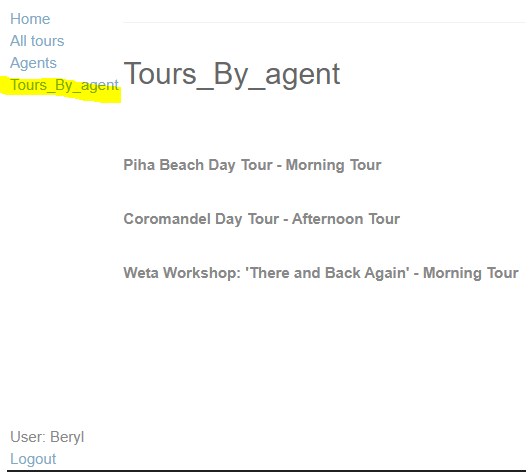 Home
All tours
Agents
Tours_By_agent
Tours_By_agent
Piha Beach Day Tour - Morning Tour
Coromandel Day Tour - Afternoon Tour
Weta Workshop: 'There and Back Again' - Morning Tour
User: Beryl
Logout